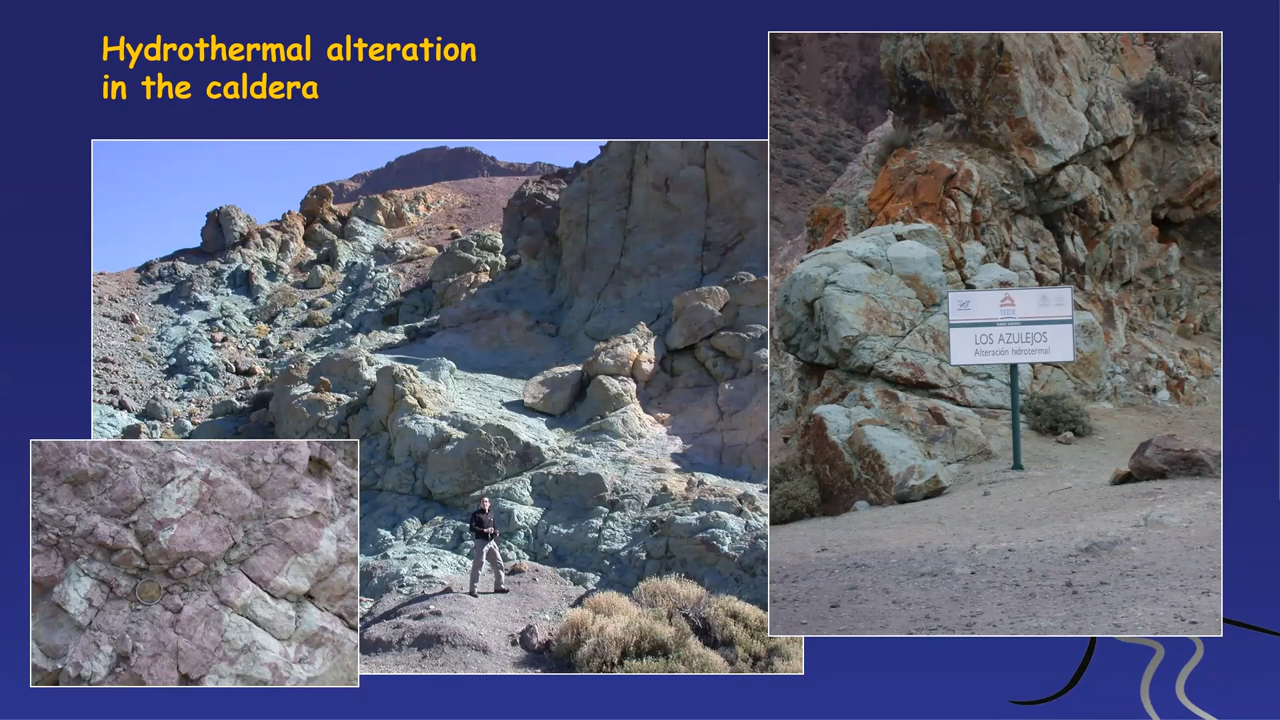 Hydrothermal alteration
in the caldera
TEIDE
LOS AZULEJOS
Alteración hidrotermal